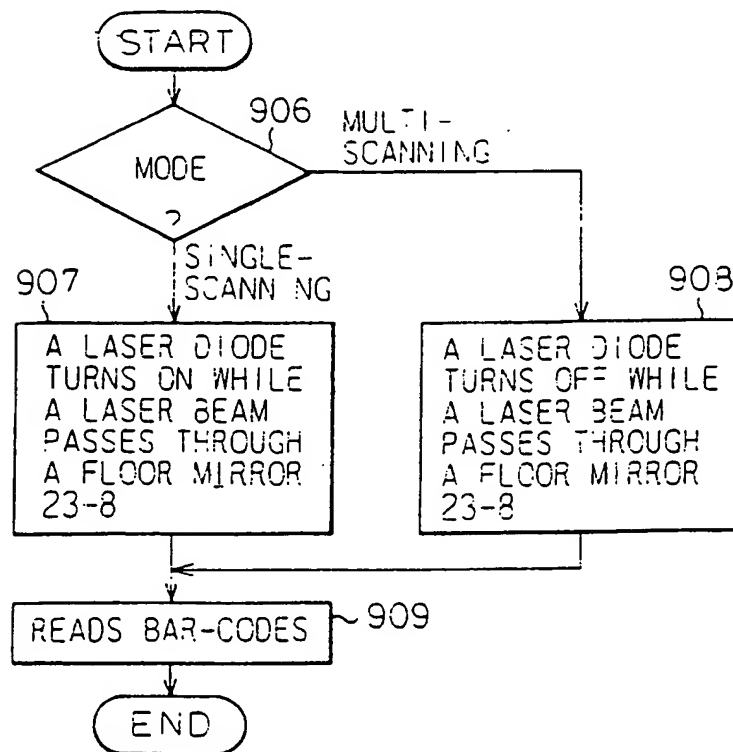 START
906
MULTI-
SCANNING
MODE
?
SINGLE-
SCANNING
907
A LASER DIODE
TURNS ON WHILE
A LASER BEAM
PASSES THROUGH
A FLOOR MIRROR
23-8
908
A LASER DIODE
TURNS OFF WHILE
A LASER BEAM
PASSES THROUGH
A FLOOR MIRROR
23-8
READS BAR-CODES
909
END